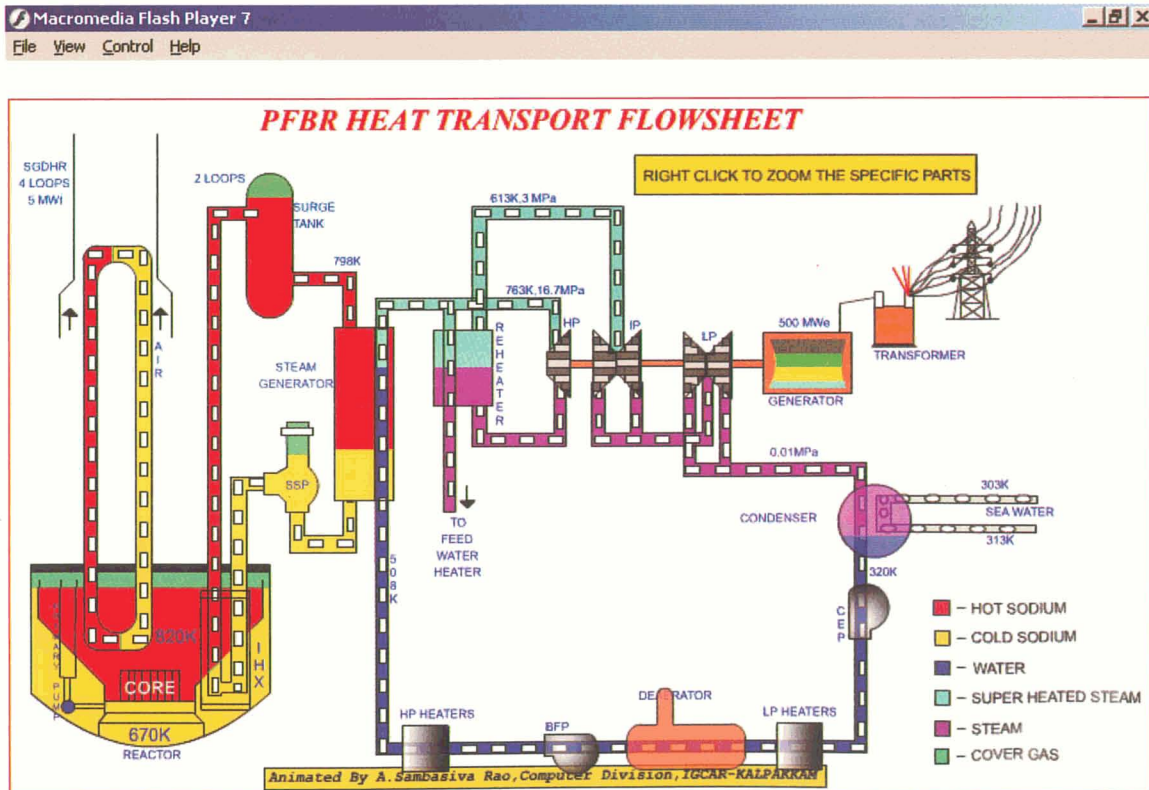 Macromedia Flash Player 7
File View Control Help
PFBR HEAT TRANSPORT FLOWSHEET
RIGHT CLICK TO ZOOM THE SPECIFIC PARTS
SGDHR
4 LOOPS
5 MWt
2 LOOPS
SURGE
TANK
613K,3 MPa
798K
763K,16.7MPa
HP
IP
LP
500 MWe
TRANSFORMER
GENERATOR
AIR
STEAM
GENERATOR
REHEATER
SSP
0.01MPa
CONDENSER
303K
SEA WATER
313K
TO
FEED
WATER
HEATER
508K
320K
CEP
820K
PUMP
IHX
CORE
670K
REACTOR
HP HEATERS
BFP
DEAERATOR
LP HEATERS
– HOT SODIUM
– COLD SODIUM
– WATER
– SUPER HEATED STEAM
– STEAM
– COVER GAS
Animated By A.Sambasiva Rao,Computer Division,IGCAR-KALPAKKAM